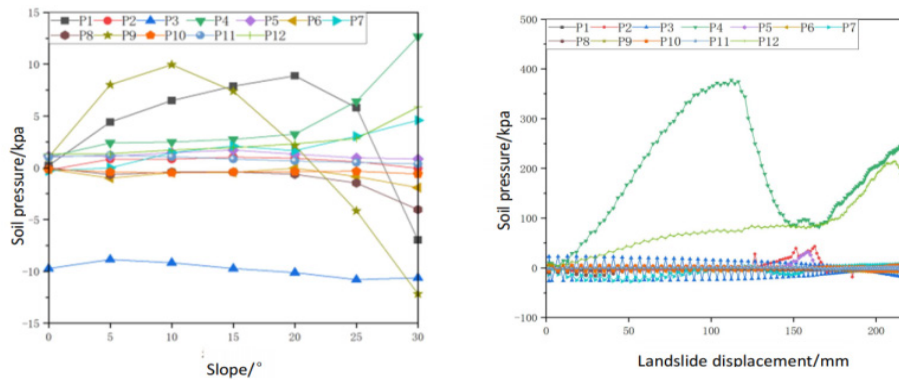 P1 P2 P3 P4 P5 P6 P7
P8 P9 P10 P11 P12
15
10
5
0
-5
-10
-15
Soil pressure/kpa
0 5 10 15 20 25 30
Slope/°
P1 P2 P3 P4 P5 P6 P7
P8 P9 P10 P11 P12
500
400
300
200
100
0
-100
Soil pressure/kpa
0 50 100 150 200
Landslide displacement/mm